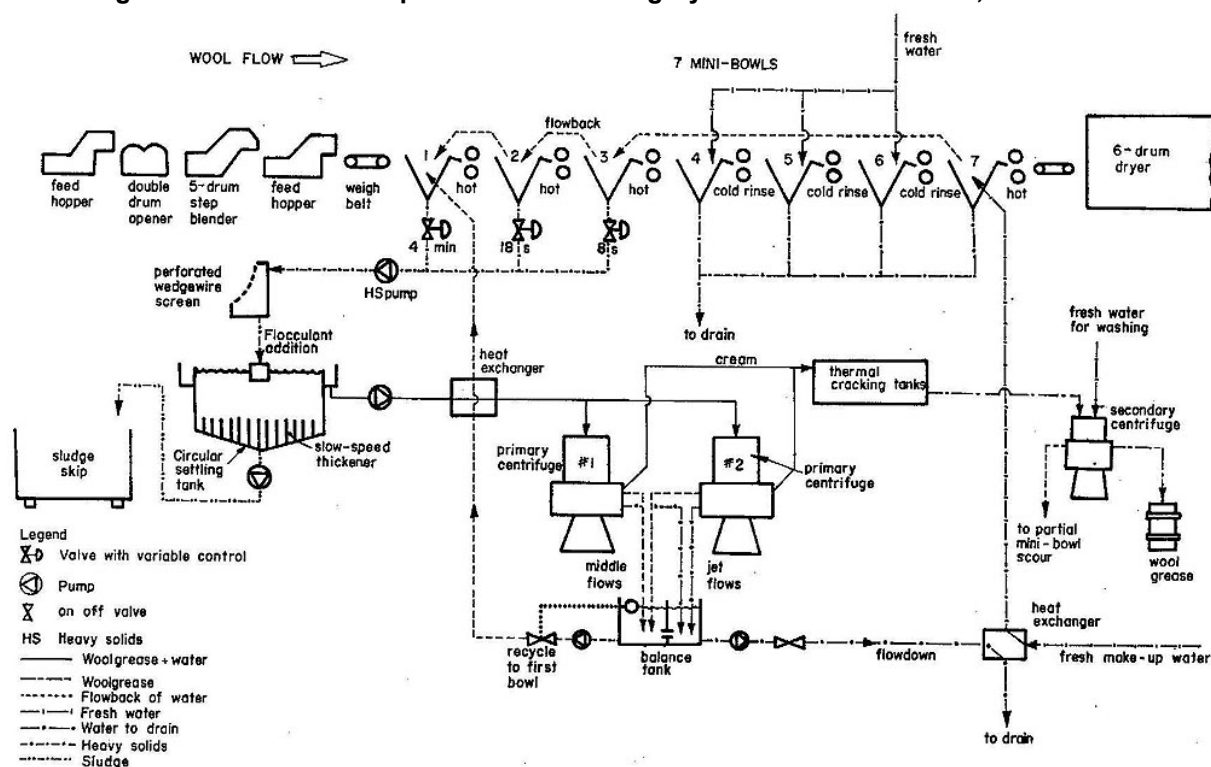 WOOL FLOW
7 MINI-BOWLS
fresh
water
flowback
1
2
3
4
5
6
7
hot
hot
hot
cold rinse
cold rinse
cold rinse
hot
feed
hopper
double
drum
opener
5-drum
step
blender
feed
hopper
weigh
belt
6-drum
dryer
4 min
18 s
8 s
perforated
wedgewire
screen
HS pump
to drain
Flocculant
addition
heat
exchanger
cream
thermal
cracking tanks
fresh water
for washing
secondary
centrifuge
sludge
skip
Circular
settling
tank
slow-speed
thickener
primary
centrifuge
#1
#2
primary
centrifuge
to partial
mini-bowl
scour
wool
grease
middle
flows
jet
flows
recycle
to first
bowl
balance
tank
flowdown
heat
exchanger
fresh make-up water
to drain
Legend
Valve with variable control
Pump
on off valve
HS Heavy solids
Woolgrease + water
Woolgrease
Flowback of water
Fresh water
Water to drain
Heavy solids
Sludge